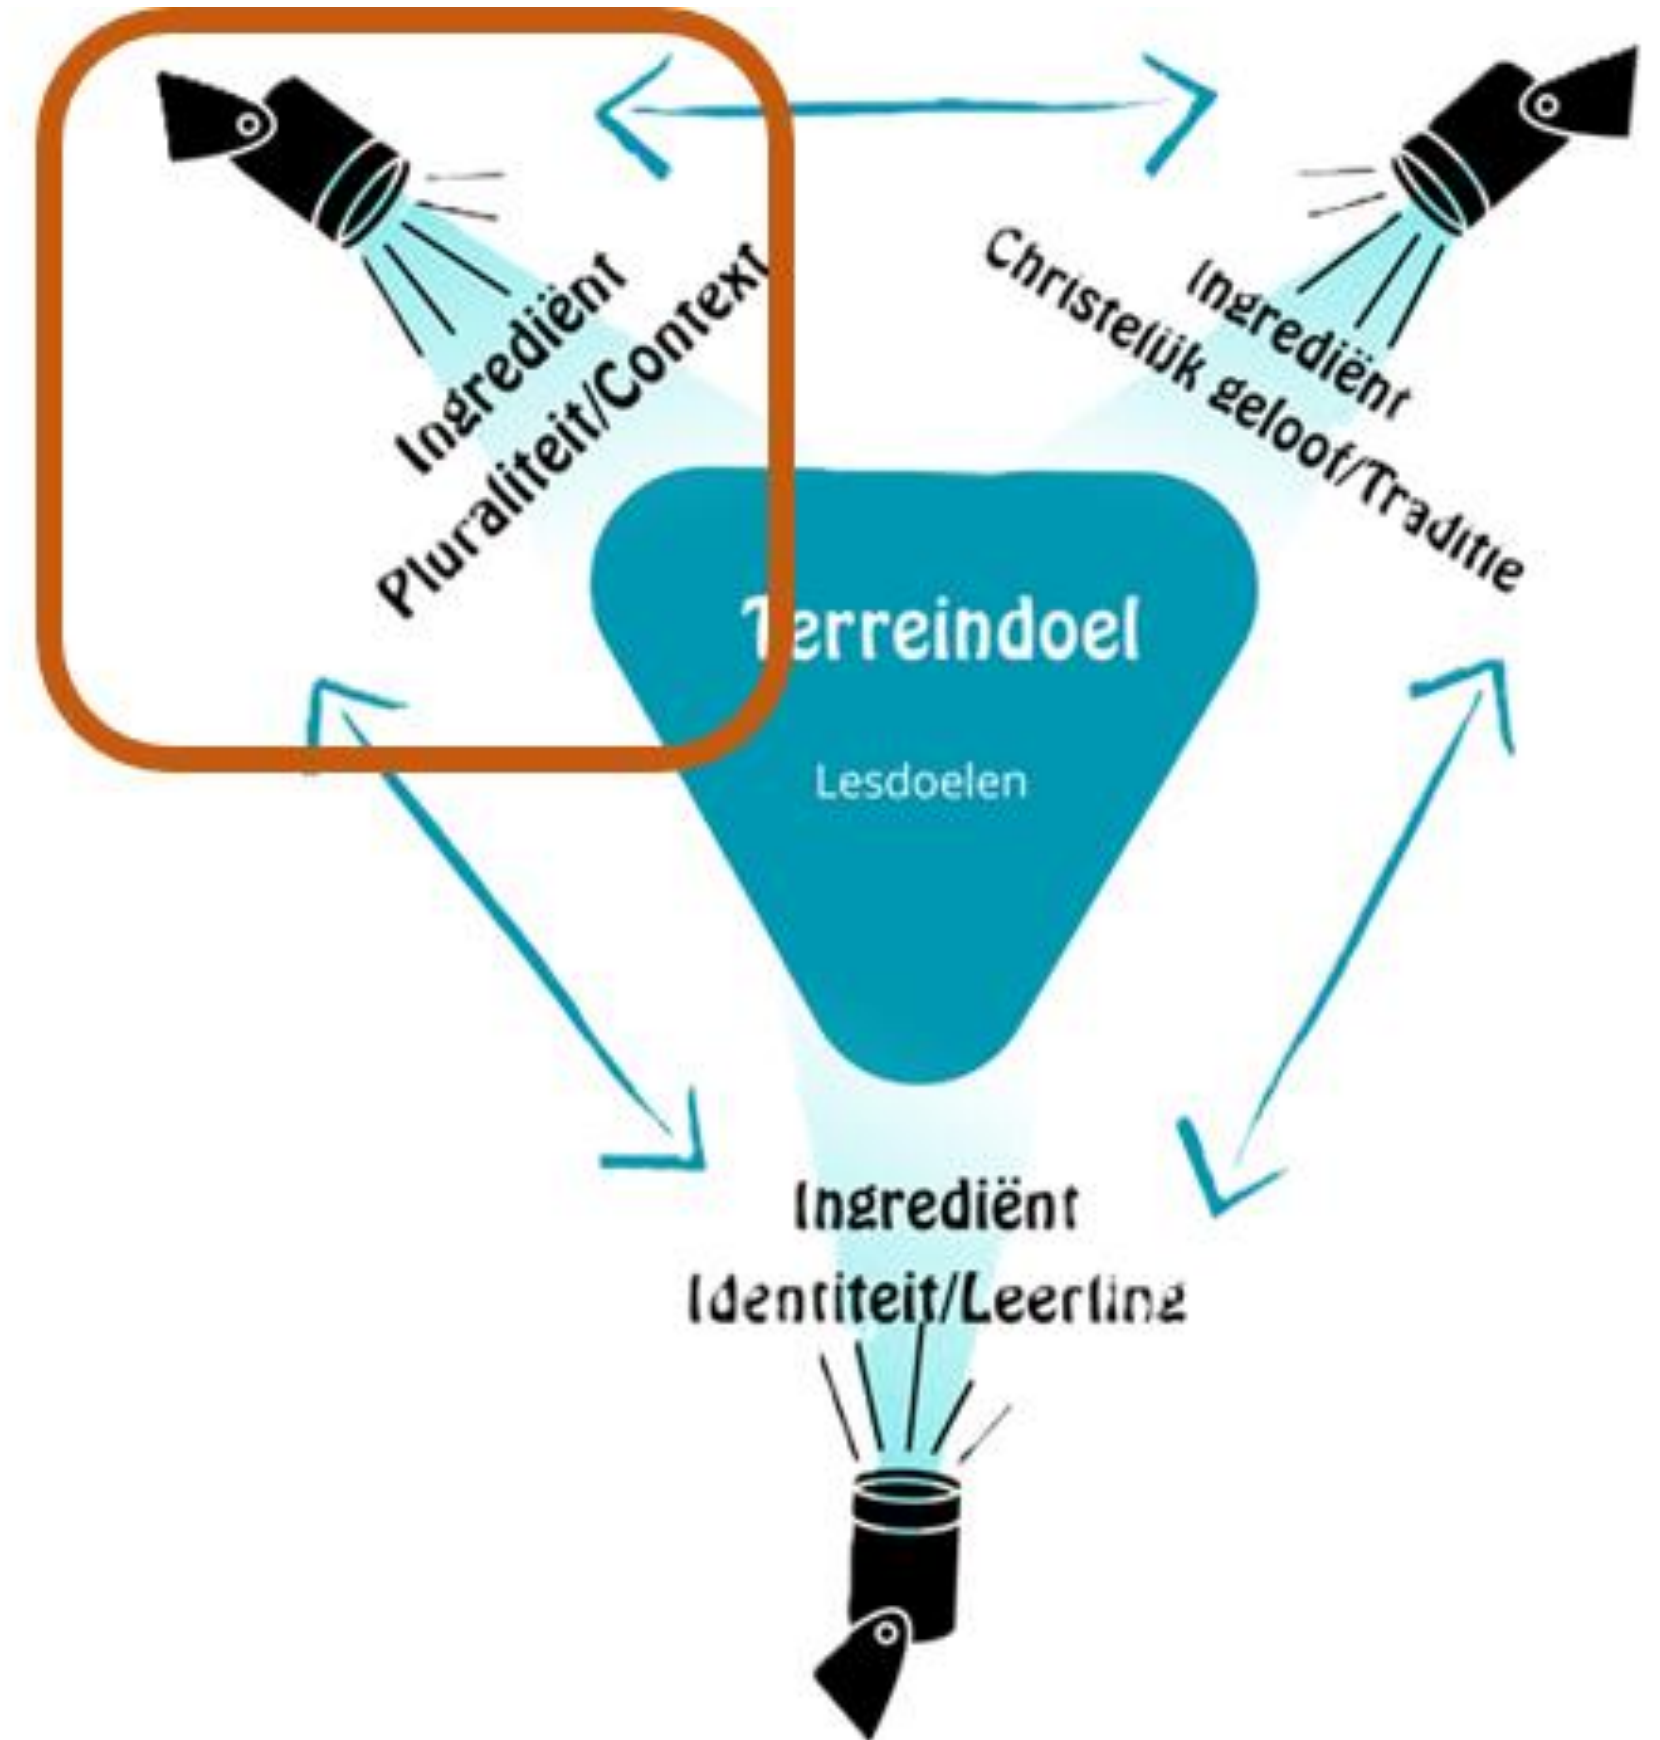 Ingrediënt
Pluraliteit/Context
Ingrediënt
Christelijk geloof/Traditie
Terreindoel
Lesdoelen
Ingrediënt
Identiteit/Leerling